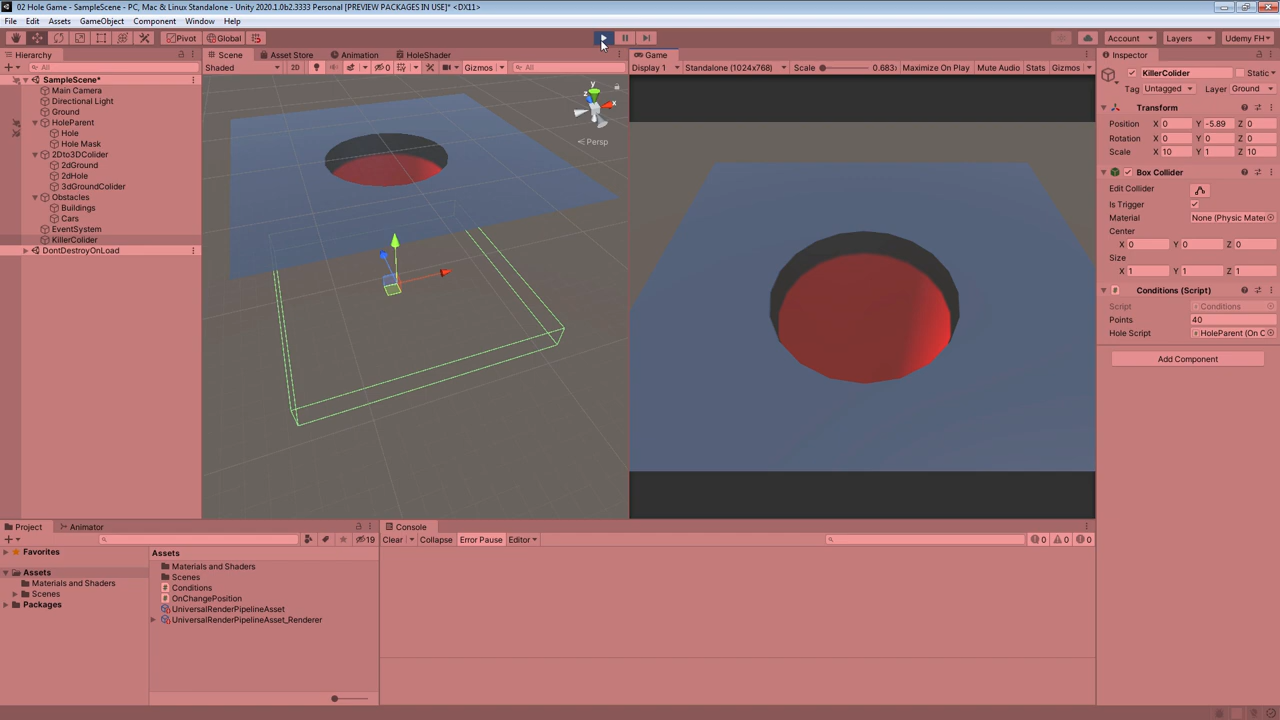 02 Hole Game - SampleScene - PC, Mac & Linux Standalone - Unity 2020.1.0b2.3333 Personal [PREVIEW PACKAGES IN USE]* <DX11>
File Edit Assets GameObject Component Window Help
Pivot Global Account Layers Udemy FH
Hierarchy
All
SampleScene*
Main Camera
Directional Light
Ground
HoleParent
Hole
Hole Mask
2Dto3DColider
2dGround
2dHole
3dGroundCollider
Obstacles
Buildings
Cars
EventSystem
KillerColider
DontDestroyOnLoad
Scene Asset Store Animation HoleShader
Shaded 2D 0 Gizmos All
y
z
x
Persp
Game
Display 1 Standalone (1024x768) Scale 0.683x Maximize On Play Mute Audio Stats Gizmos
Inspector
KillerColider Static
Tag Untagged Layer Ground
Transform
Position X 0 Y -5.89 Z 0
Rotation X 0 Y 0 Z 0
Scale X 10 Y 1 Z 10
Box Collider
Edit Collider
Is Trigger
Material None (Physic Mater
Center
X 0 Y 0 Z 0
Size
X 1 Y 1 Z 1
Conditions (Script)
Script Conditions
Points 40
Hole Script HoleParent (On C
Add Component
Project Animator
19
Favorites
Assets
Materials and Shaders
Scenes
Packages
Assets
Materials and Shaders
Scenes
Conditions
OnChangePosition
UniversalRenderPipelineAsset
UniversalRenderPipelineAsset_Renderer
Console
Clear Collapse Error Pause Editor 0 0 0